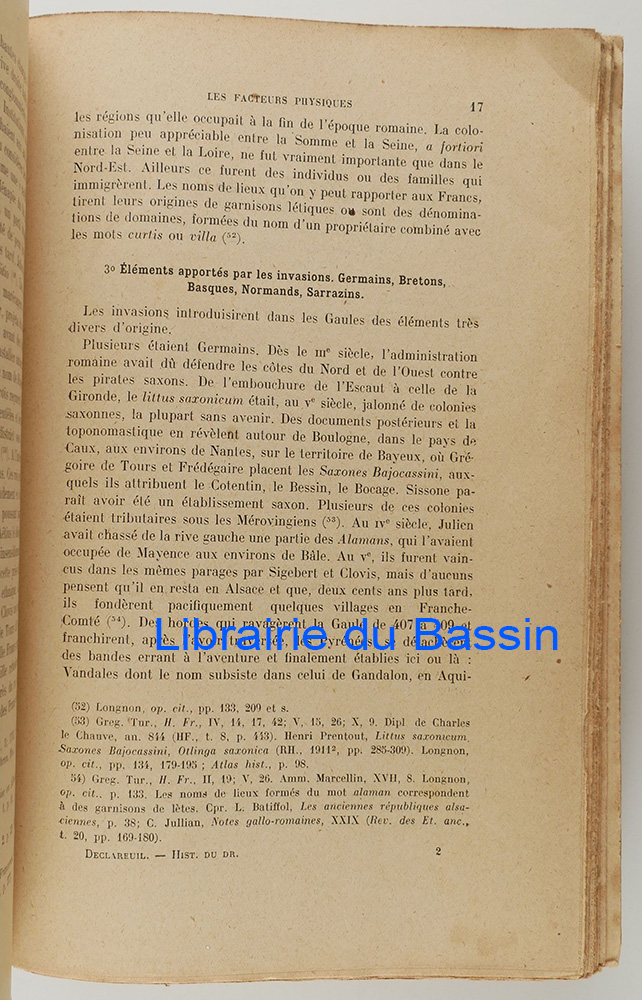 LES FACTEURS PHYSIQUES 17
les régions qu'elle occupait à la fin de l'époque romaine. La colo-
nisation peu appréciable entre la Somme et la Seine, a fortiori
entre la Seine et la Loire, ne fut vraiment importante que dans le
Nord-Est. Ailleurs ce furent des individus ou des familles qui
immigrèrent. Les noms de lieux qu'on y peut rapporter aux Francs,
tirent leurs origines de garnisons létiques ou sont des dénomina-
tions de domaines, formées du nom d'un propriétaire combiné avec
les mots curtis ou villa (52).
3o Éléments apportés par les invasions. Germains, Bretons,
Basques, Normands, Sarrazins.
Les invasions introduisirent dans les Gaules des éléments très
divers d'origine.
Plusieurs étaient Germains. Dès le IIIe siècle, l'administration
romaine avait dû défendre les côtes du Nord et de l'Ouest contre
les pirates saxons. De l'embouchure de l'Escaut à celle de la
Gironde, le littus saxonicum était, au Ve siècle, jalonné de colonies
saxonnes, la plupart sans avenir. Des documents postérieurs et la
toponomastique en révèlent autour de Boulogne, dans le pays de
Caux, aux environs de Nantes, sur le territoire de Bayeux, où Gré-
goire de Tours et Frédégaire placent les Saxones Bajocassini, aux-
quels ils attribuent le Cotentin, le Bessin, le Bocage. Sissone pa-
raît avoir été un établissement saxon. Plusieurs de ces colonies
étaient tributaires sous les Mérovingiens (53). Au IVe siècle, Julien
avait chassé de la rive gauche une partie des Alamans, qui l'avaient
occupée de Mayence aux environs de Bâle. Au Ve, ils furent vain-
cus dans les mêmes parages par Sigebert et Clovis, mais d'aucuns
pensent qu'il en resta en Alsace et que, deux cents ans plus tard,
ils fondèrent pacifiquement quelques villages en Franche-
Comté (54). Des hordes qui ravagèrent la Gaule de 407 à 409 et
franchirent, après l'avoir traversée, les Pyrénées, se détachèrent
des bandes errant à l'aventure et finalement établies ici ou là :
Vandales dont le nom subsiste dans celui de Gandalon, en Aqui-
Librairie du Bassin
(52) Longnon, op. cit., pp. 133, 209 et s.
(53) Greg. Tur., H. Fr., IV, 14, 17, 42; V, 15, 26; X, 9. Dipl de Charles
le Chauve, an. 844 (HF., t. 8, p. 443). Henri Prentout, Littus saxonicum,
Saxones Bajocassini, Otlinga saxonica (RH., 1911², pp. 285-309). Longnon,
op. cit., pp. 134, 179-195 ; Atlas hist., p. 98.
54) Greg. Tur., H. Fr., II, 19; V, 26. Amm. Marcellin, XVII, 8. Longnon,
op. cit.. p. 133. Les noms de lieux formés du mot alaman correspondent
à des garnisons de lètes. Cpr. L. Batiffol, Les anciennes républiques alsa-
ciennes, p. 38; C. Jullian, Notes gallo-romaines, XXIX (Rev. des Et. anc.,
t. 20, pp. 169-180).
DECLAREUIL. — HIST. DU DR. 2